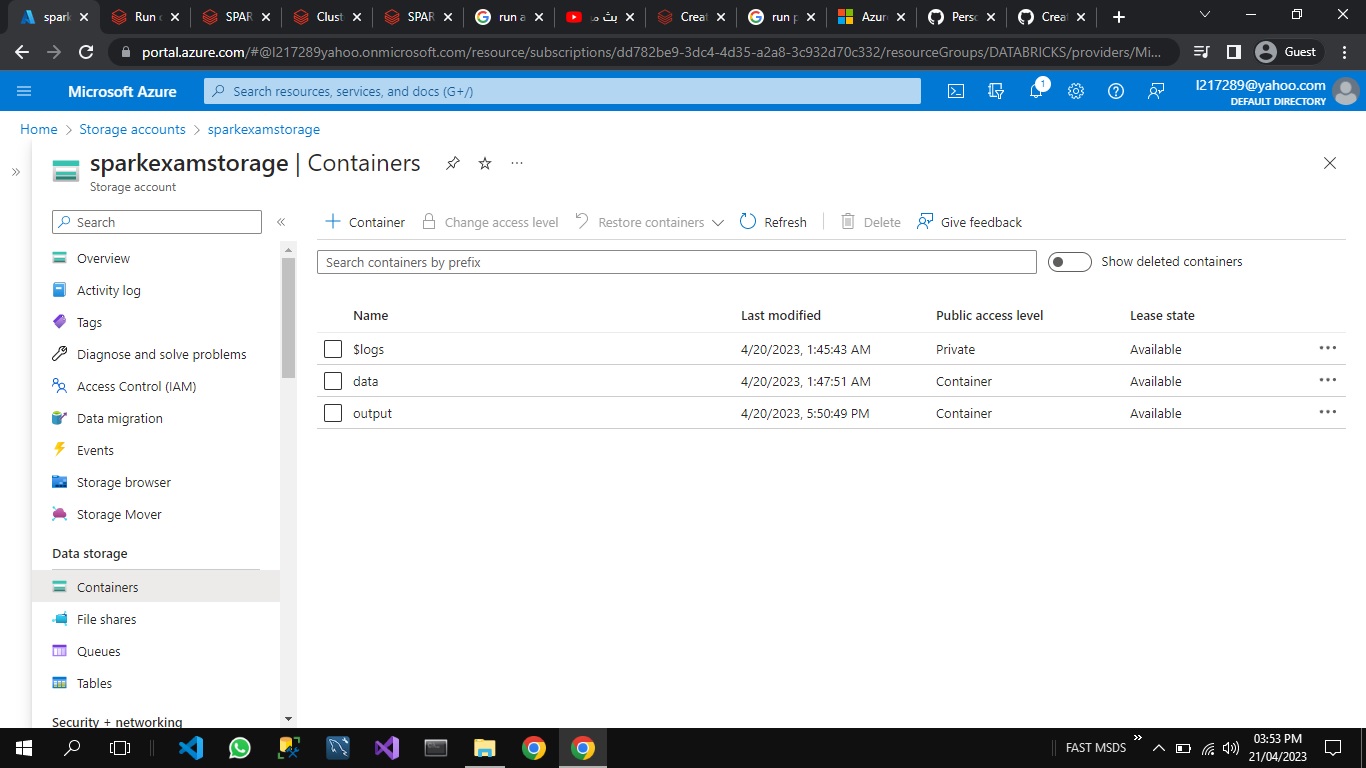 spark
Run c
SPAR
Clust
SPAR
run a
بث ما
Creat
run p
Azur
Perso
Creat
portal.azure.com/#@l217289yahoo.onmicrosoft.com/resource/subscriptions/dd782be9-3dc4-4d35-a2a8-3c932d70c332/resourceGroups/DATABRICKS/providers/Mi...
Guest
Microsoft Azure
Search resources, services, and docs (G+/)
1
l217289@yahoo.com
DEFAULT DIRECTORY
Home > Storage accounts > sparkexamstorage
sparkexamstorage | Containers
Storage account
Search
Container
Change access level
Restore containers
Refresh
Delete
Give feedback
Search containers by prefix
Show deleted containers
Overview
Activity log
Tags
Diagnose and solve problems
Access Control (IAM)
Data migration
Events
Storage browser
Storage Mover
Data storage
Containers
File shares
Queues
Tables
Security + networking
Name Last modified Public access level Lease state
$logs 4/20/2023, 1:45:43 AM Private Available
data 4/20/2023, 1:47:51 AM Container Available
output 4/20/2023, 5:50:49 PM Container Available
FAST MSDS
03:53 PM
21/04/2023